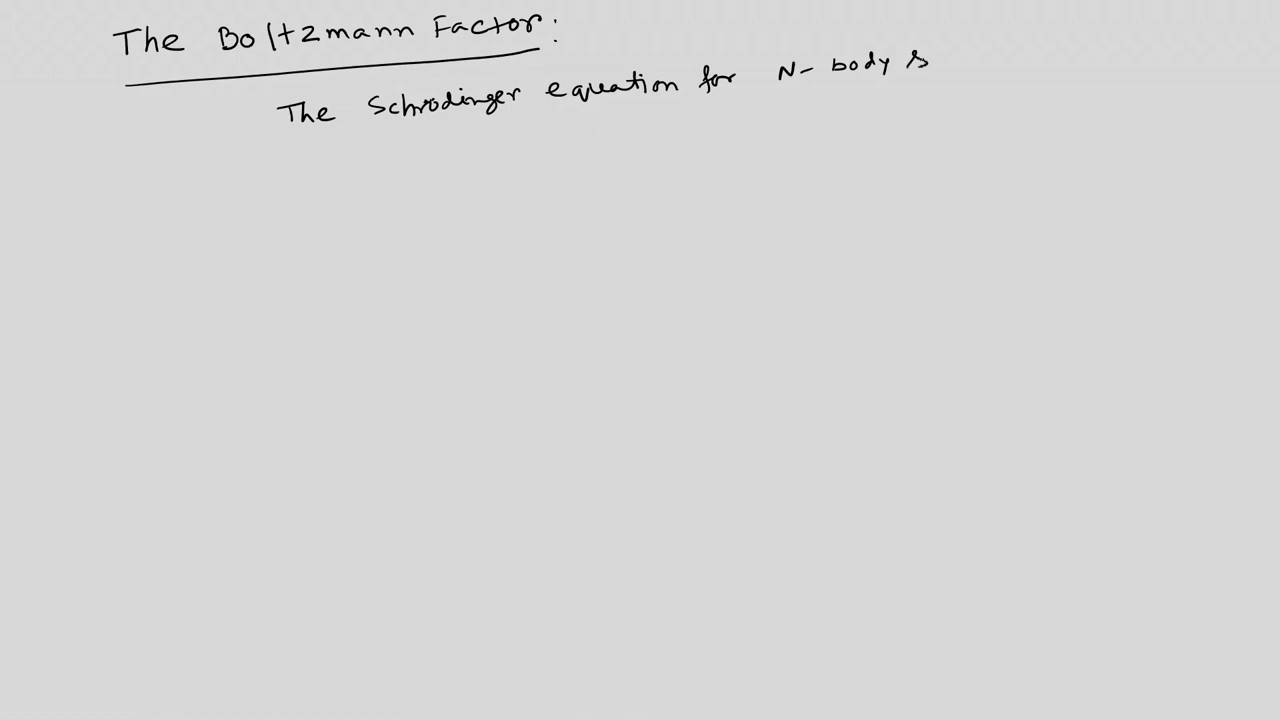 The Boltzmann Factor:
The Schrodinger equation for N- body s